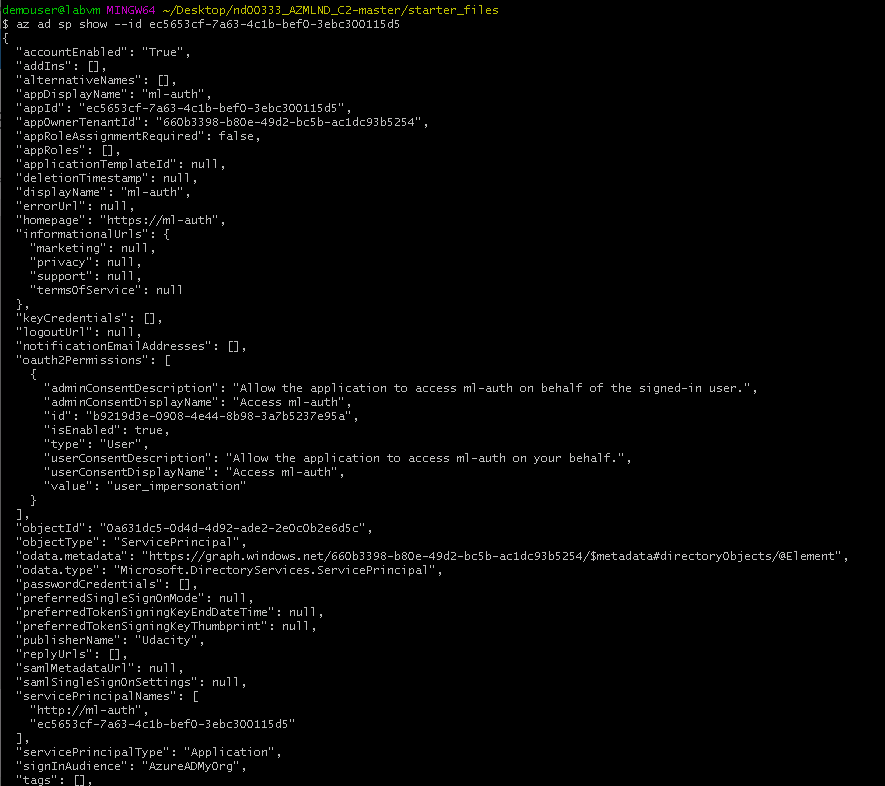 demouser@labvm MINGW64 ~/Desktop/nd00333_AZMLND_C2-master/starter_files
$ az ad sp show --id ec5653cf-7a63-4c1b-bef0-3ebc300115d5
{
  "accountEnabled": "True",
  "addIns": [],
  "alternativeNames": [],
  "appDisplayName": "ml-auth",
  "appId": "ec5653cf-7a63-4c1b-bef0-3ebc300115d5",
  "appOwnerTenantId": "660b3398-b80e-49d2-bc5b-ac1dc93b5254",
  "appRoleAssignmentRequired": false,
  "appRoles": [],
  "applicationTemplateId": null,
  "deletionTimestamp": null,
  "displayName": "ml-auth",
  "errorUrl": null,
  "homepage": "https://ml-auth",
  "informationalUrls": {
    "marketing": null,
    "privacy": null,
    "support": null,
    "termsOfService": null
  },
  "keyCredentials": [],
  "logoutUrl": null,
  "notificationEmailAddresses": [],
  "oauth2Permissions": [
    {
      "adminConsentDescription": "Allow the application to access ml-auth on behalf of the signed-in user.",
      "adminConsentDisplayName": "Access ml-auth",
      "id": "b9219d3e-0908-4e44-8b98-3a7b5237e95a",
      "isEnabled": true,
      "type": "User",
      "userConsentDescription": "Allow the application to access ml-auth on your behalf.",
      "userConsentDisplayName": "Access ml-auth",
      "value": "user_impersonation"
    }
  ],
  "objectId": "0a631dc5-0d4d-4d92-ade2-2e0c0b2e6d5c",
  "objectType": "ServicePrincipal",
  "odata.metadata": "https://graph.windows.net/660b3398-b80e-49d2-bc5b-ac1dc93b5254/$metadata#directoryObjects/@Element",
  "odata.type": "Microsoft.DirectoryServices.ServicePrincipal",
  "passwordCredentials": [],
  "preferredSingleSignOnMode": null,
  "preferredTokenSigningKeyEndDateTime": null,
  "preferredTokenSigningKeyThumbprint": null,
  "publisherName": "Udacity",
  "replyUrls": [],
  "samlMetadataUrl": null,
  "samlSingleSignOnSettings": null,
  "servicePrincipalNames": [
    "http://ml-auth",
    "ec5653cf-7a63-4c1b-bef0-3ebc300115d5"
  ],
  "servicePrincipalType": "Application",
  "signInAudience": "AzureADMyOrg",
  "tags": [],